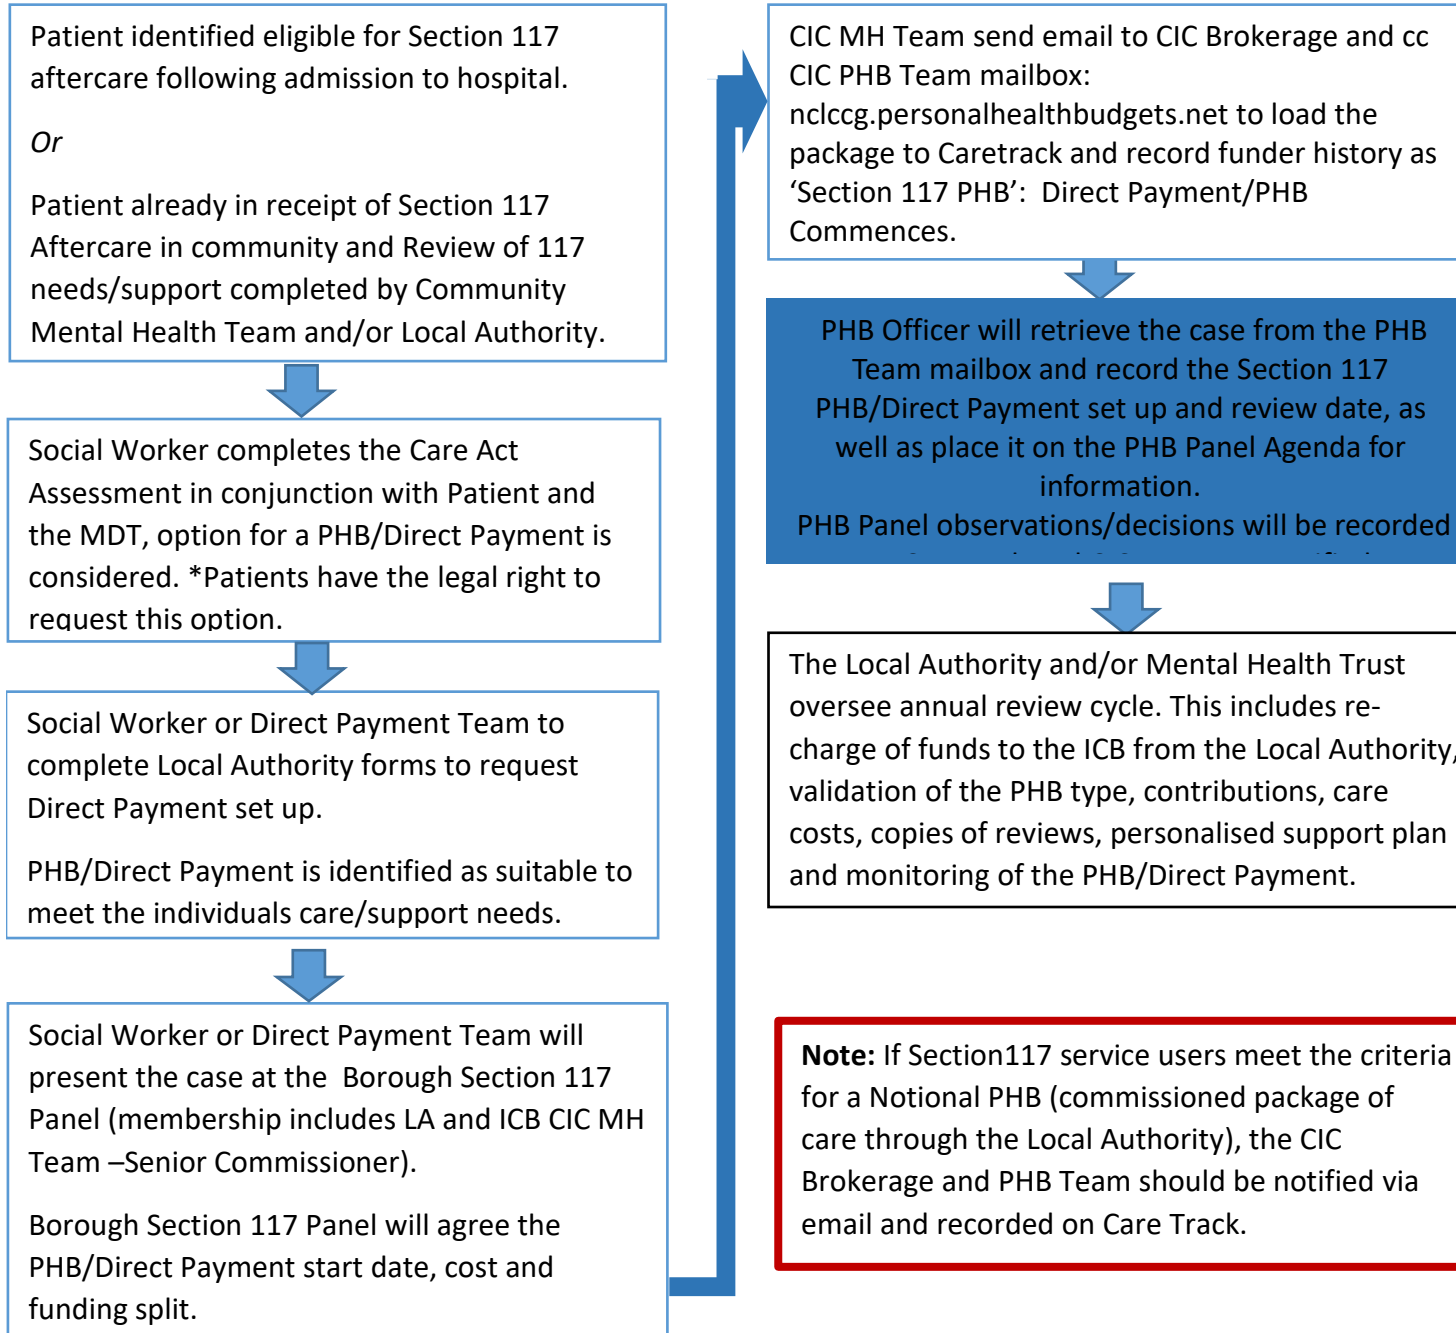 Patient identified eligible for Section 117
aftercare following admission to hospital.
Or
Patient already in receipt of Section 117
Aftercare in community and Review of 117
needs/support completed by Community
Mental Health Team and/or Local Authority.
Social Worker completes the Care Act
Assessment in conjunction with Patient and
the MDT, option for a PHB/Direct Payment is
considered. *Patients have the legal right to
request this option.
Social Worker or Direct Payment Team to
complete Local Authority forms to request
Direct Payment set up.
PHB/Direct Payment is identified as suitable to
meet the individuals care/support needs.
Social Worker or Direct Payment Team will
present the case at the Borough Section 117
Panel (membership includes LA and ICB CIC MH
Team –Senior Commissioner).
Borough Section 117 Panel will agree the
PHB/Direct Payment start date, cost and
funding split.
CIC MH Team send email to CIC Brokerage and cc
CIC PHB Team mailbox:
nclccg.personalhealthbudgets.net to load the
package to Caretrack and record funder history as
‘Section 117 PHB’: Direct Payment/PHB
Commences.
PHB Officer will retrieve the case from the PHB
Team mailbox and record the Section 117
PHB/Direct Payment set up and review date, as
well as place it on the PHB Panel Agenda for
information.
PHB Panel observations/decisions will be recorded
The Local Authority and/or Mental Health Trust
oversee annual review cycle. This includes re-
charge of funds to the ICB from the Local Authority,
validation of the PHB type, contributions, care
costs, copies of reviews, personalised support plan
and monitoring of the PHB/Direct Payment.
Note: If Section117 service users meet the criteria
for a Notional PHB (commissioned package of
care through the Local Authority), the CIC
Brokerage and PHB Team should be notified via
email and recorded on Care Track.